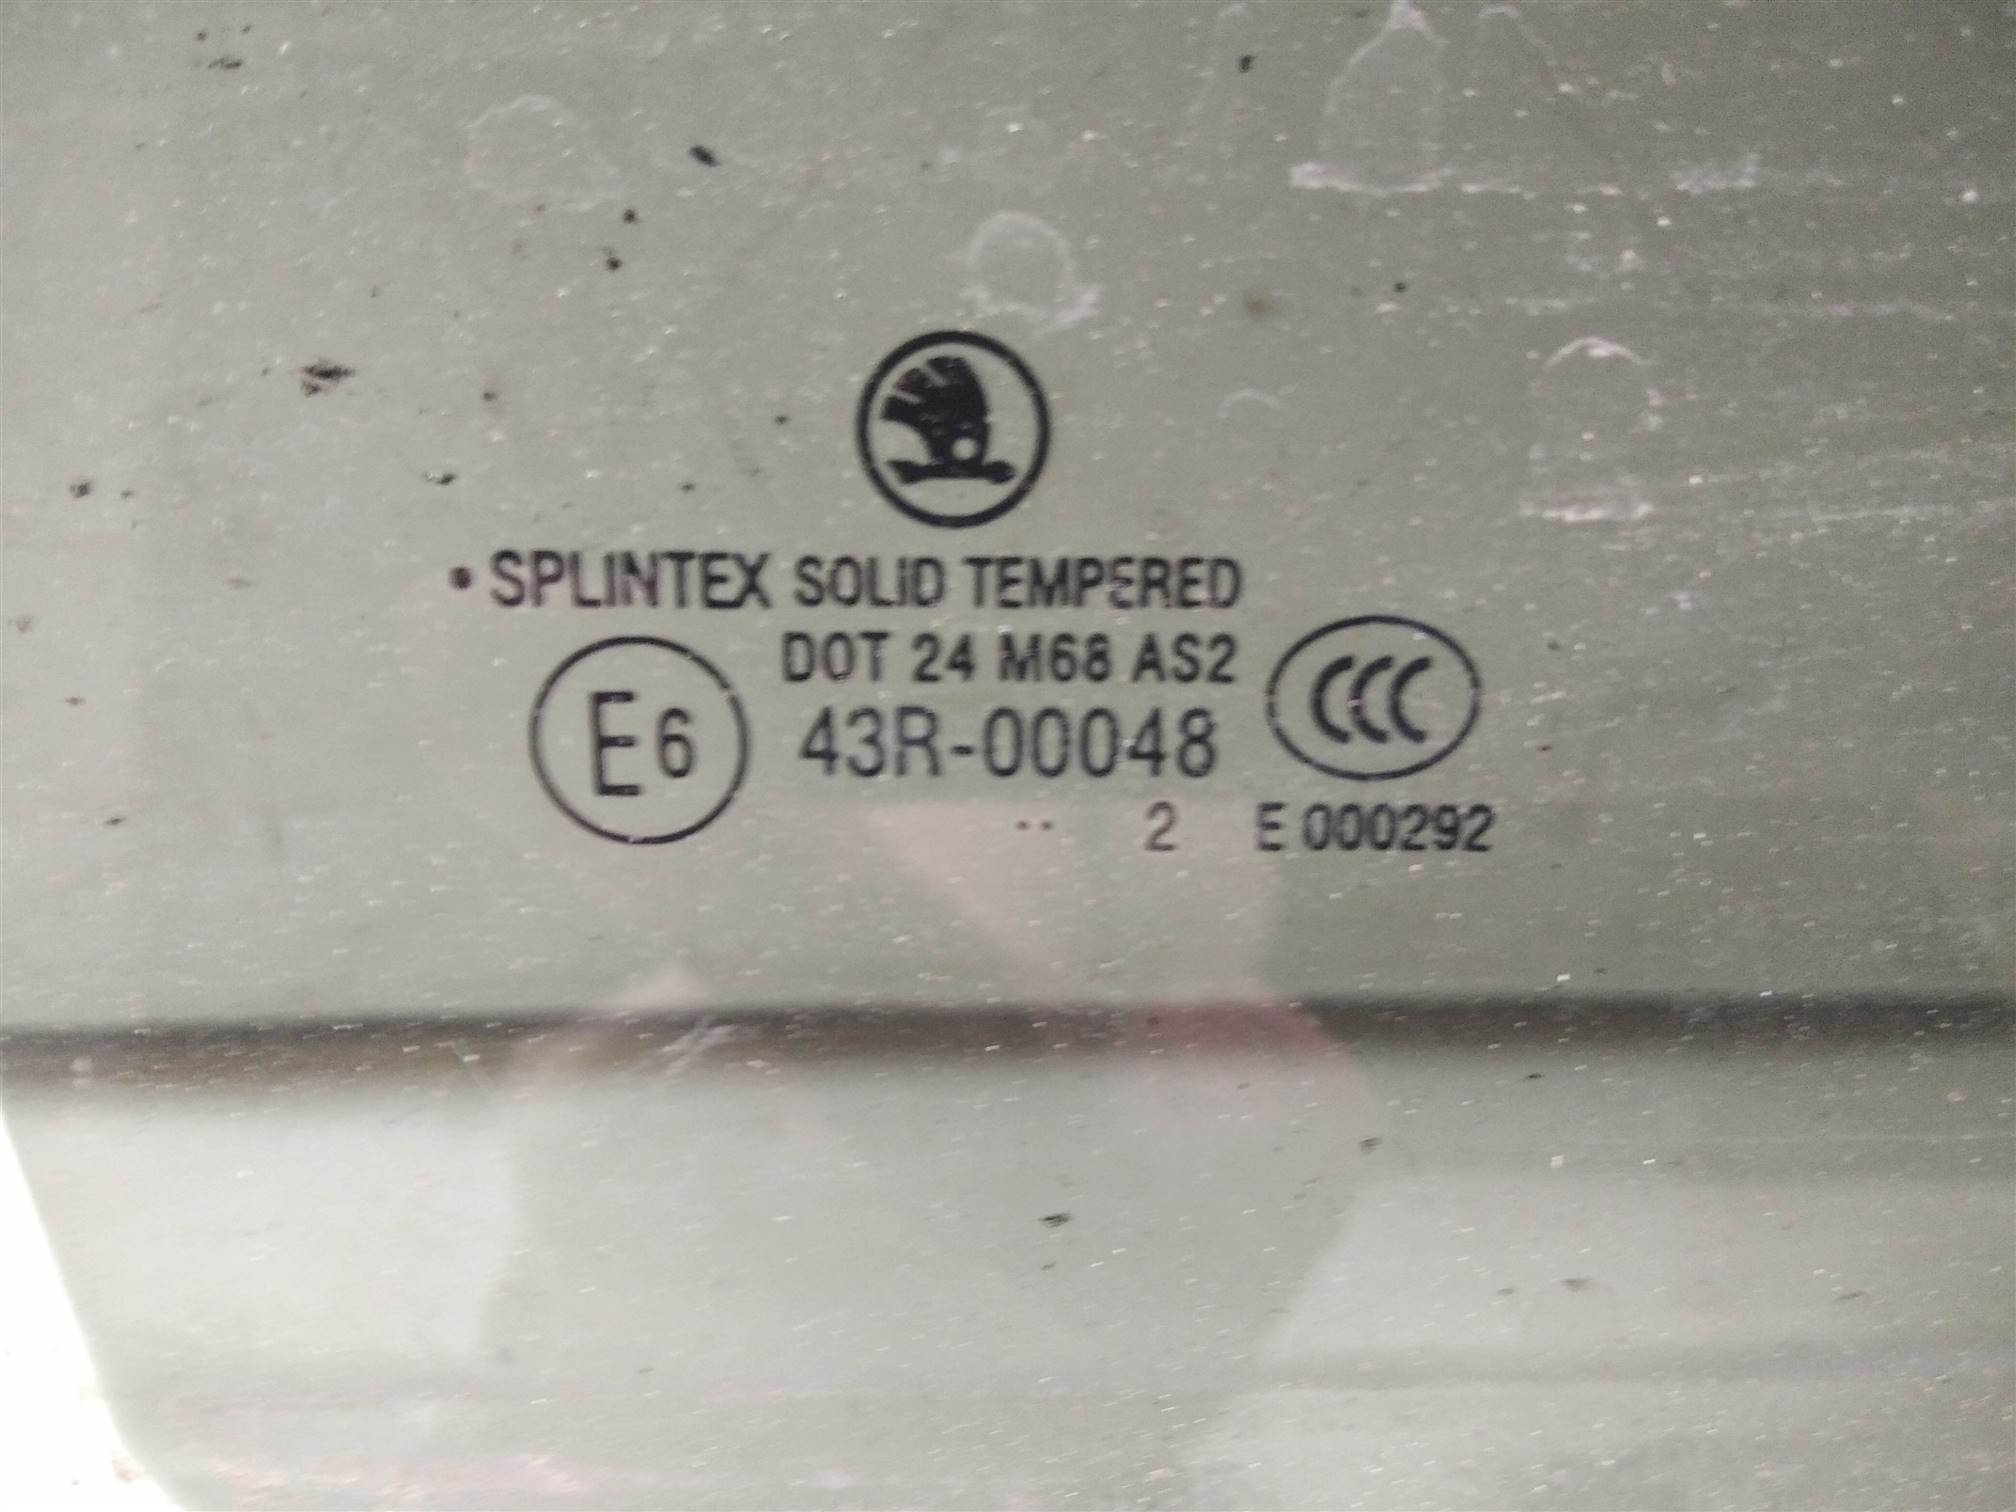 • SPLINTEX SOLID TEMPERED
DOT 24 M68 AS2
E6 43R-00048 CCC
.. 2 E 000292